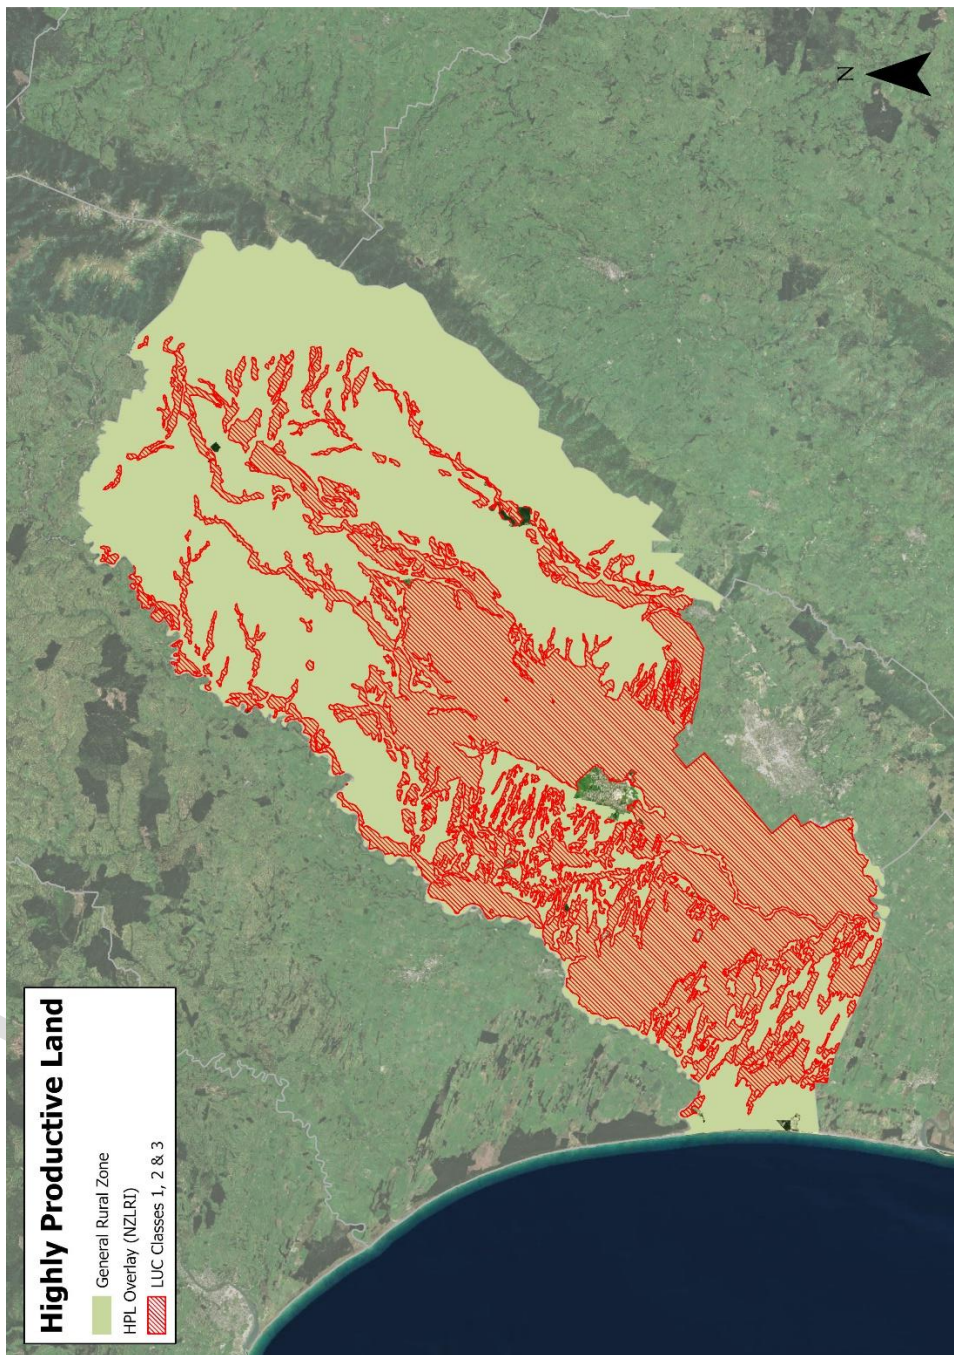 Highly Productive Land
General Rural Zone
HPL Overlay (NZLRI)
LUC Classes 1, 2 & 3
N